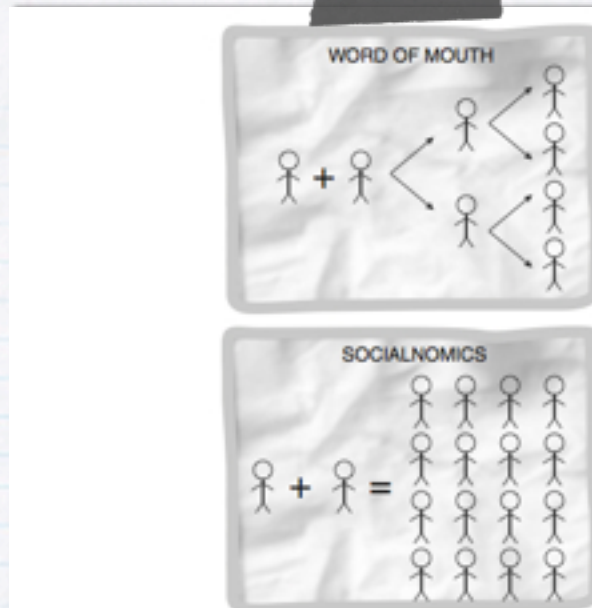 WORD OF MOUTH
+
SOCIALNOMICS
+ =